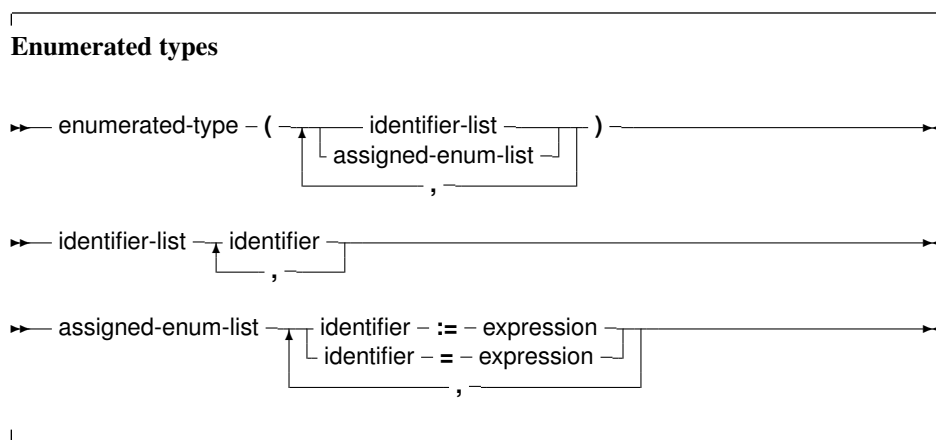 Enumerated types
enumerated-type ( identifier-list )
assigned-enum-list
,
identifier-list identifier
,
assigned-enum-list identifier := expression
identifier = expression
,